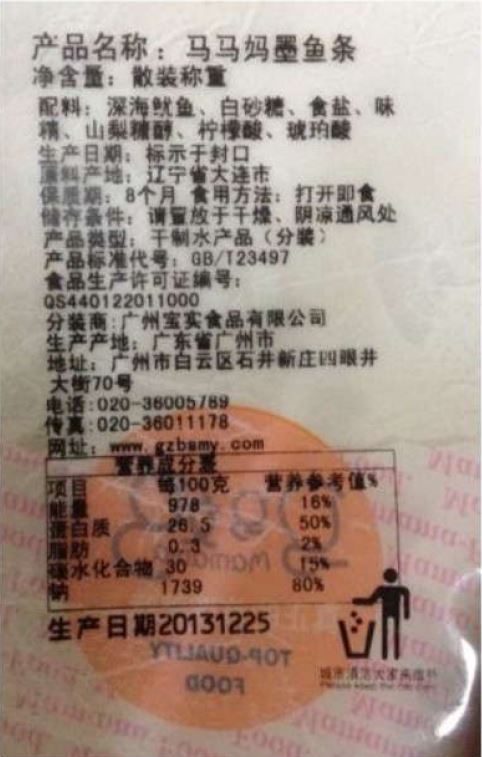 产品名称：马马妈墨鱼条
净含量：散装称重
配料：深海鱿鱼、白砂糖、食盐、味
精、山梨糖醇、柠檬酸、琥珀酸
生产日期：标示于封口
原料产地：辽宁省大连市
保质期：8个月 食用方法：打开即食
储存条件：请置放于干燥、阴凉通风处
产品类型：干制水产品（分装）
产品标准代号：GB/T23497
食品生产许可证编号：
QS440122011000
分装商：广州宝实食品有限公司
生产产地：广东省广州市
地址：广州市白云区石井新庄四眼井
大街70号
电话：020-36005789
传真：020-36011178
网址：www.gzbsmy.com
营养成分表
项目 每100克 营养参考值%
能量 978 16%
蛋白质 26.5 50%
脂肪 0.3 2%
碳水化合物 30 15%
钠 1739 80%
生产日期20131225
TOP-QUALITY
FOOD